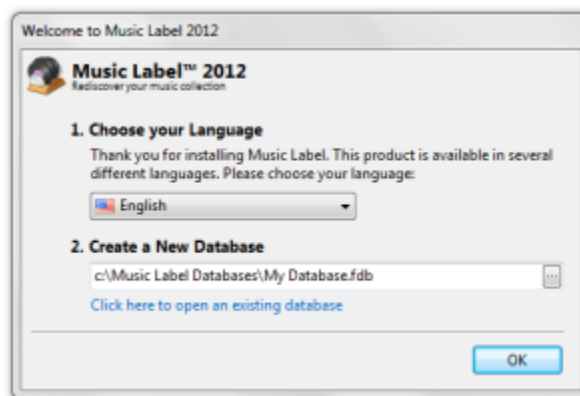 Welcome to Music Label 2012
Music Label™ 2012
Rediscover your music collection
1. Choose your Language
Thank you for installing Music Label. This product is available in several
different languages. Please choose your language:
English
2. Create a New Database
c:\Music Label Databases\My Database.fdb
...
Click here to open an existing database
OK